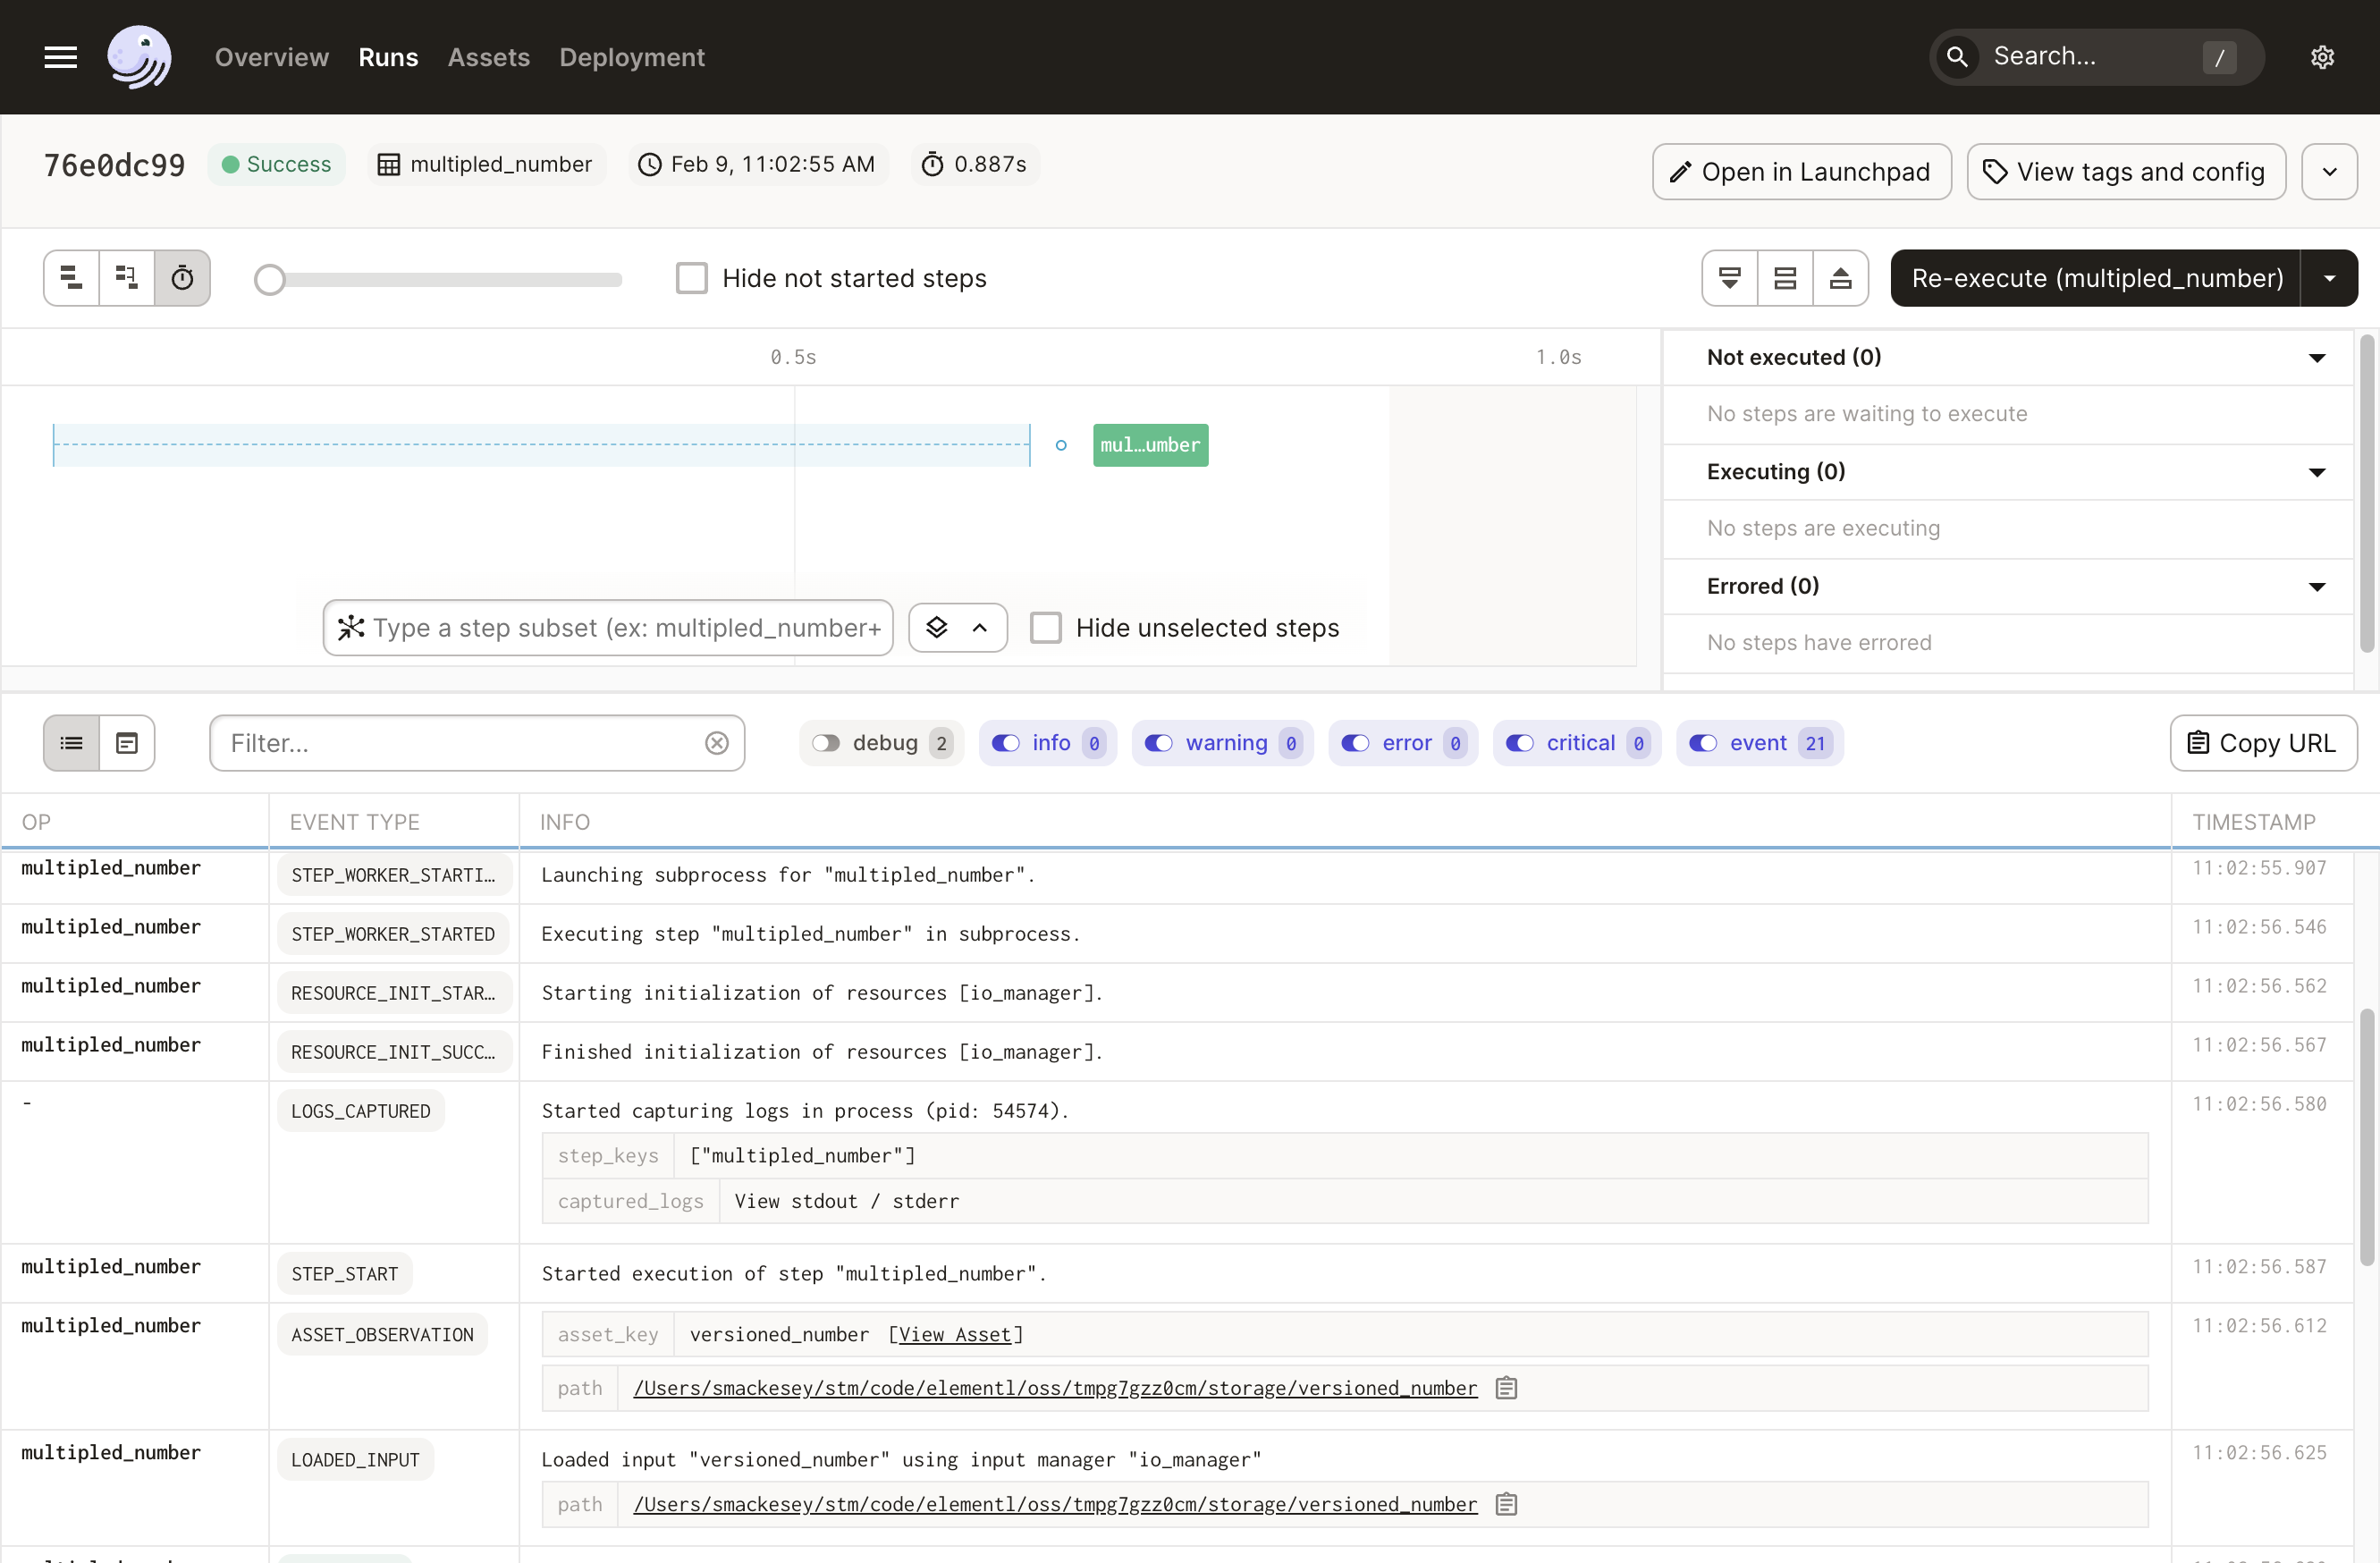 Overview Runs Assets Deployment Search... /
76e0dc99 Success multipled_number Feb 9, 11:02:55 AM 0.887s Open in Launchpad View tags and config
Hide not started steps Re-execute (multipled_number)
0.5s 1.0s
Not executed (0)
No steps are waiting to execute
mul…umber
Executing (0)
No steps are executing
Errored (0)
No steps have errored
Type a step subset (ex: multipled_number+ Hide unselected steps
Filter... debug 2 info 0 warning 0 error 0 critical 0 event 21 Copy URL
OP EVENT TYPE INFO TIMESTAMP
multipled_number STEP_WORKER_STARTI… Launching subprocess for "multipled_number". 11:02:55.907
multipled_number STEP_WORKER_STARTED Executing step "multipled_number" in subprocess. 11:02:56.546
multipled_number RESOURCE_INIT_STAR… Starting initialization of resources [io_manager]. 11:02:56.562
multipled_number RESOURCE_INIT_SUCC… Finished initialization of resources [io_manager]. 11:02:56.567
- LOGS_CAPTURED Started capturing logs in process (pid: 54574). 11:02:56.580
step_keys ["multipled_number"]
captured_logs View stdout / stderr
multipled_number STEP_START Started execution of step "multipled_number". 11:02:56.587
multipled_number ASSET_OBSERVATION asset_key versioned_number [View Asset] 11:02:56.612
path /Users/smackesey/stm/code/elementl/oss/tmpg7gzz0cm/storage/versioned_number
multipled_number LOADED_INPUT Loaded input "versioned_number" using input manager "io_manager" 11:02:56.625
path /Users/smackesey/stm/code/elementl/oss/tmpg7gzz0cm/storage/versioned_number